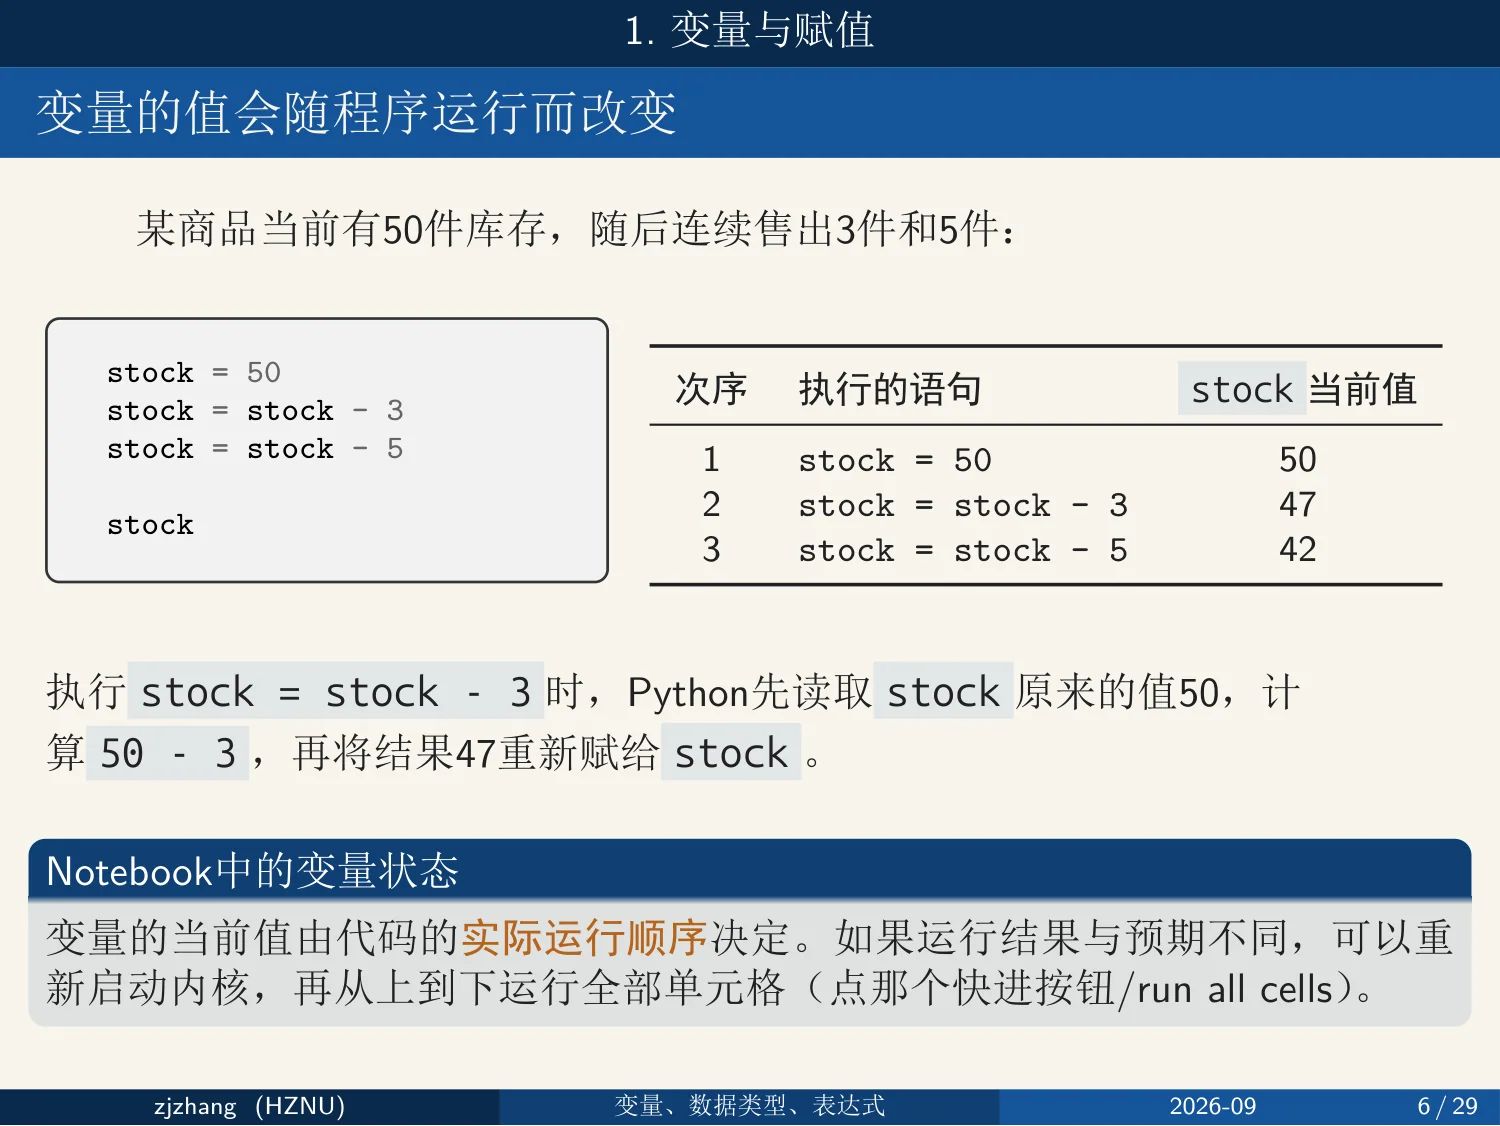 1. 变量与赋值
变量的值会随程序运行而改变
某商品当前有50件库存，随后连续售出3件和5件：
stock = 50
stock = stock - 3
stock = stock - 5
stock
次序 执行的语句 stock 当前值
1 stock = 50 50
2 stock = stock - 3 47
3 stock = stock - 5 42
执行 stock = stock - 3 时，Python先读取 stock 原来的值50，计
算 50 - 3 ，再将结果47重新赋给 stock 。
Notebook中的变量状态
变量的当前值由代码的实际运行顺序决定。如果运行结果与预期不同，可以重
新启动内核，再从上到下运行全部单元格（点那个快进按钮/run all cells）。
zjzhang (HZNU) 变量、数据类型、表达式 2026-09 6 / 29